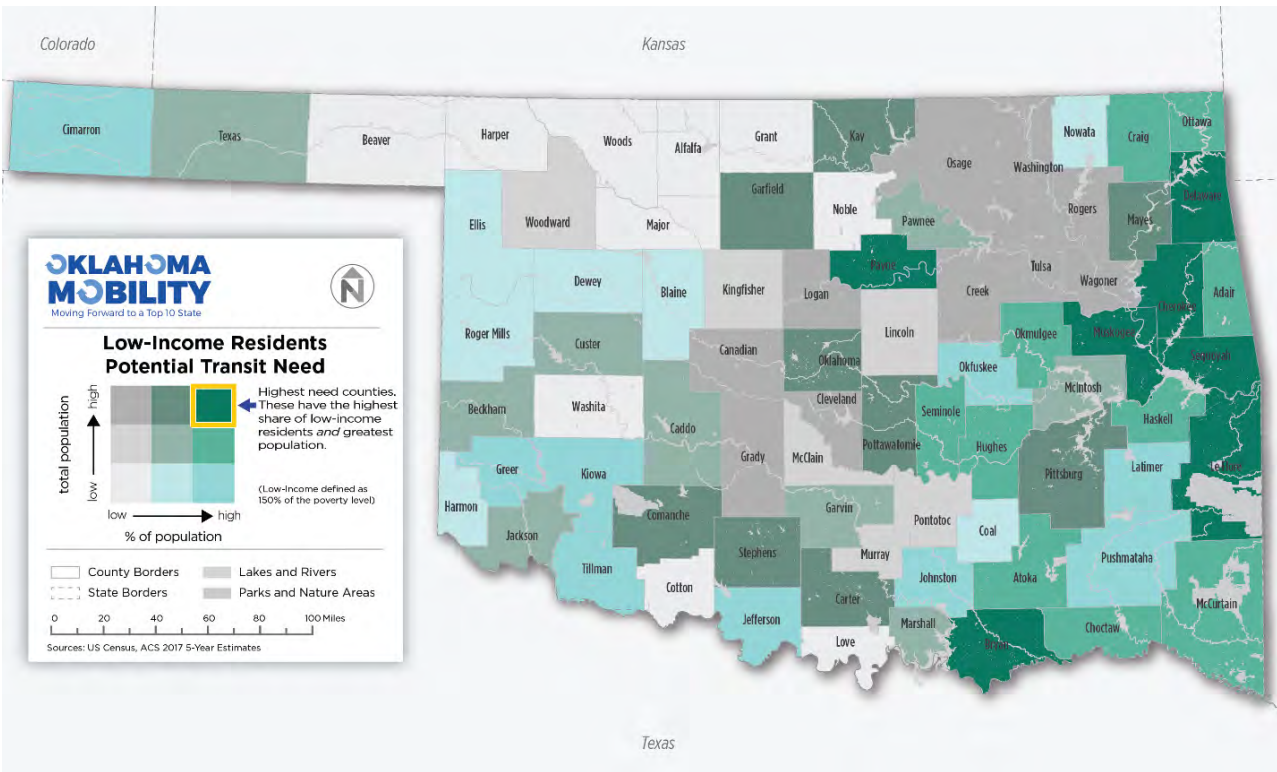 Colorado
Kansas
Cimarron
Texas
Beaver
Harper
Woods
Alfalfa
Grant
Kay
Osage
Washington
Nowata
Craig
Ottawa
Ellis
Woodward
Major
Garfield
Noble
Pawnee
Rogers
Mayes
Delaware
Dewey
Blaine
Kingfisher
Logan
Payne
Creek
Tulsa
Wagoner
Cherokee
Adair
Roger Mills
Custer
Canadian
Oklahoma
Lincoln
Okfuskee
Okmulgee
Muskogee
Sequoyah
Beckham
Washita
Caddo
Cleveland
Pottawatomie
Seminole
Hughes
McIntosh
Haskell
Greer
Kiowa
Grady
McClain
Pittsburg
Latimer
Le Flore
Harmon
Jackson
Comanche
Garvin
Pontotoc
Coal
Tillman
Stephens
Murray
Johnston
Atoka
Pushmataha
Cotton
Carter
McCurtain
Jefferson
Love
Marshall
Bryan
Choctaw
Texas
OKLAHOMA
MOBILITY
Moving Forward to a Top 10 State
N
Low-Income Residents
Potential Transit Need
total population
low
high
Highest need counties.
These have the highest
share of low-income
residents and greatest
population.
(Low-Income defined as
150% of the poverty level)
low
high
% of population
County Borders
Lakes and Rivers
State Borders
Parks and Nature Areas
0 20 40 60 80 100 Miles
Sources: US Census, ACS 2017 5-Year Estimates